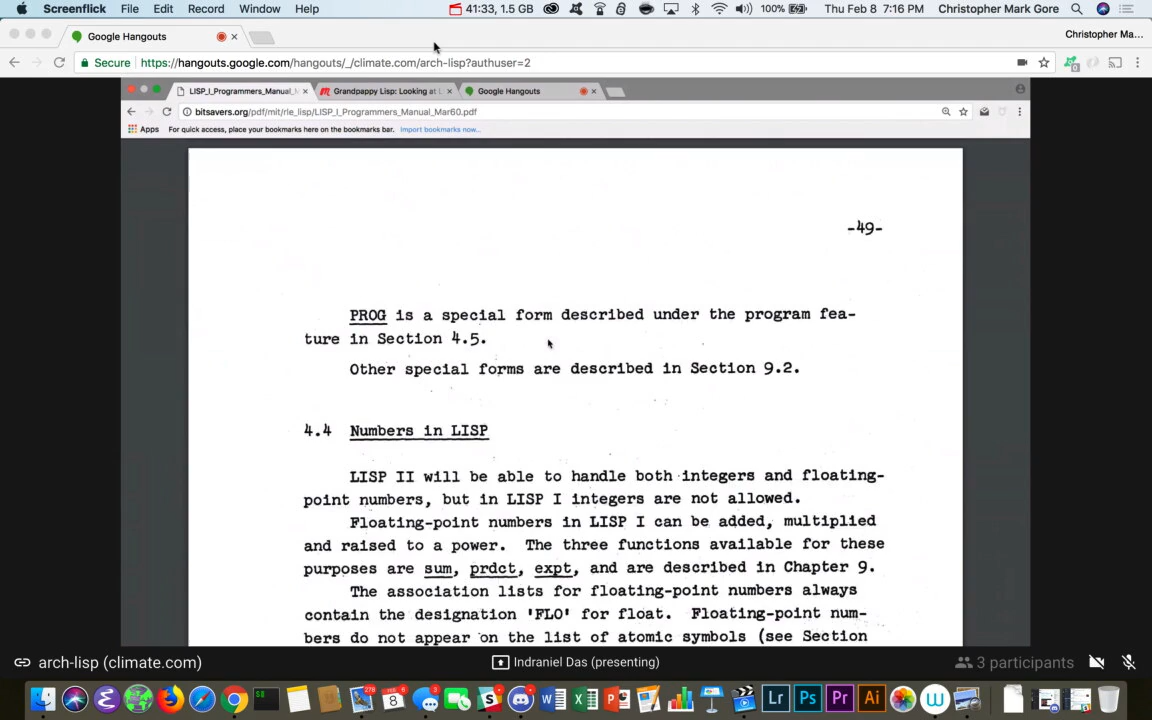 Screenflick File Edit Record Window Help 41:33, 1.5 GB 100% Thu Feb 8 7:16 PM Christopher Mark Gore
Google Hangouts Christopher Ma...
Secure https://hangouts.google.com/hangouts/_/climate.com/arch-lisp?authuser=2
LISP_I_Programmers_Manual_ Grandpappy Lisp: Looking at Google Hangouts
bitsavers.org/pdf/mit/rle_lisp/LISP_I_Programmers_Manual_Mar60.pdf
Apps For quick access, place your bookmarks here on the bookmarks bar. Import bookmarks now...
-49-
PROG is a special form described under the program fea-
ture in Section 4.5.
Other special forms are described in Section 9.2.
4.4 Numbers in LISP
LISP II will be able to handle both integers and floating-
point numbers, but in LISP I integers are not allowed.
Floating-point numbers in LISP I can be added, multiplied
and raised to a power. The three functions available for these
purposes are sum, prdct, expt, and are described in Chapter 9.
The association lists for floating-point numbers always
contain the designation 'FLO' for float. Floating-point num-
bers do not appear on the list of atomic symbols (see Section
arch-lisp (climate.com) Indraniel Das (presenting) 3 participants
Lr Ps Pr Ai